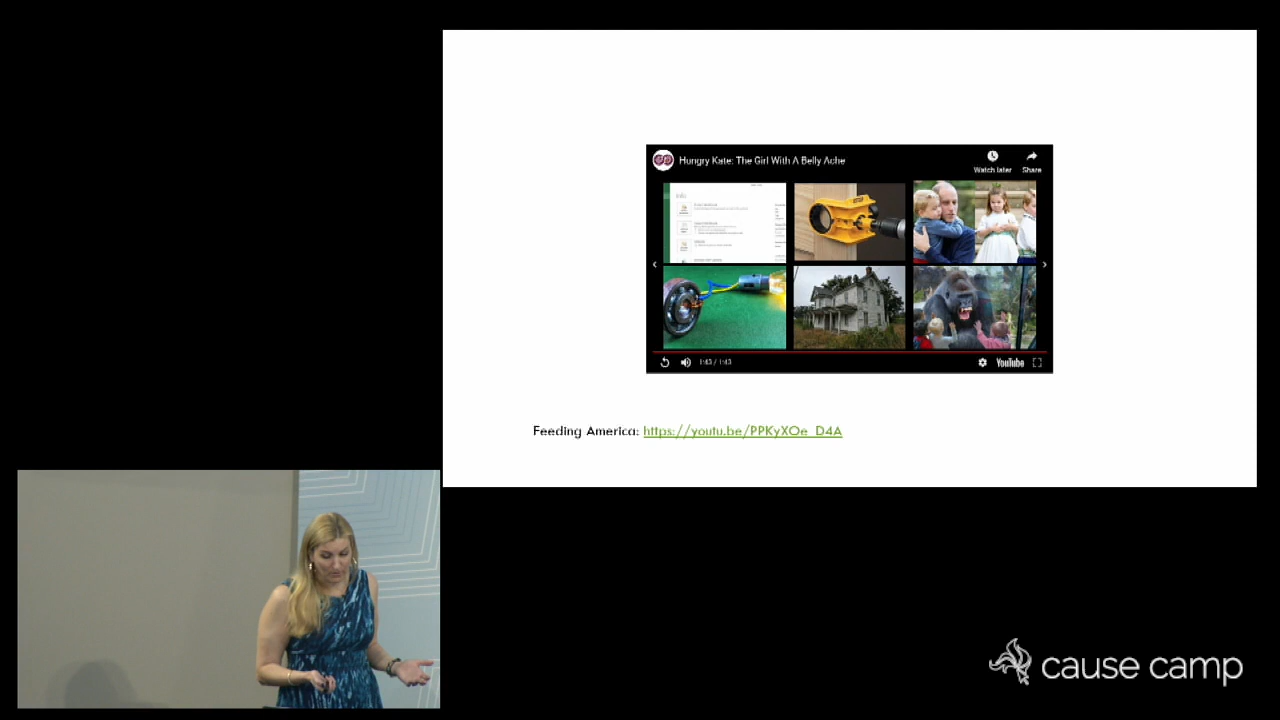 Hungry Kate: The Girl With A Belly Ache
Watch later
Share
1:43 / 1:43
YouTube
Feeding America: https://youtu.be/PPKyXOe_D4A
cause camp